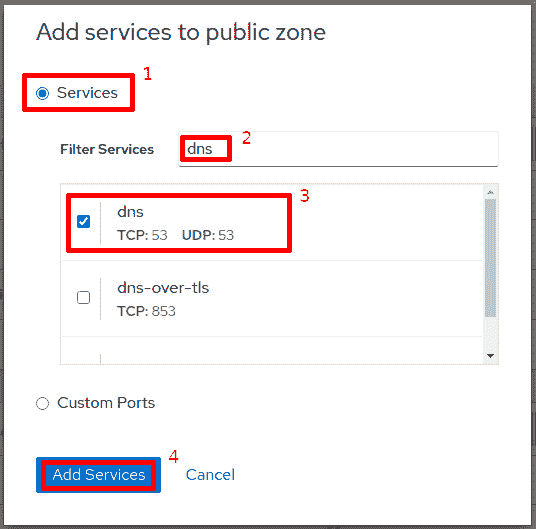 Add services to public zone
1
Services
2
Filter Services dns
3
dns
TCP: 53 UDP: 53
dns-over-tls
TCP: 853
Custom Ports
4
Add Services Cancel